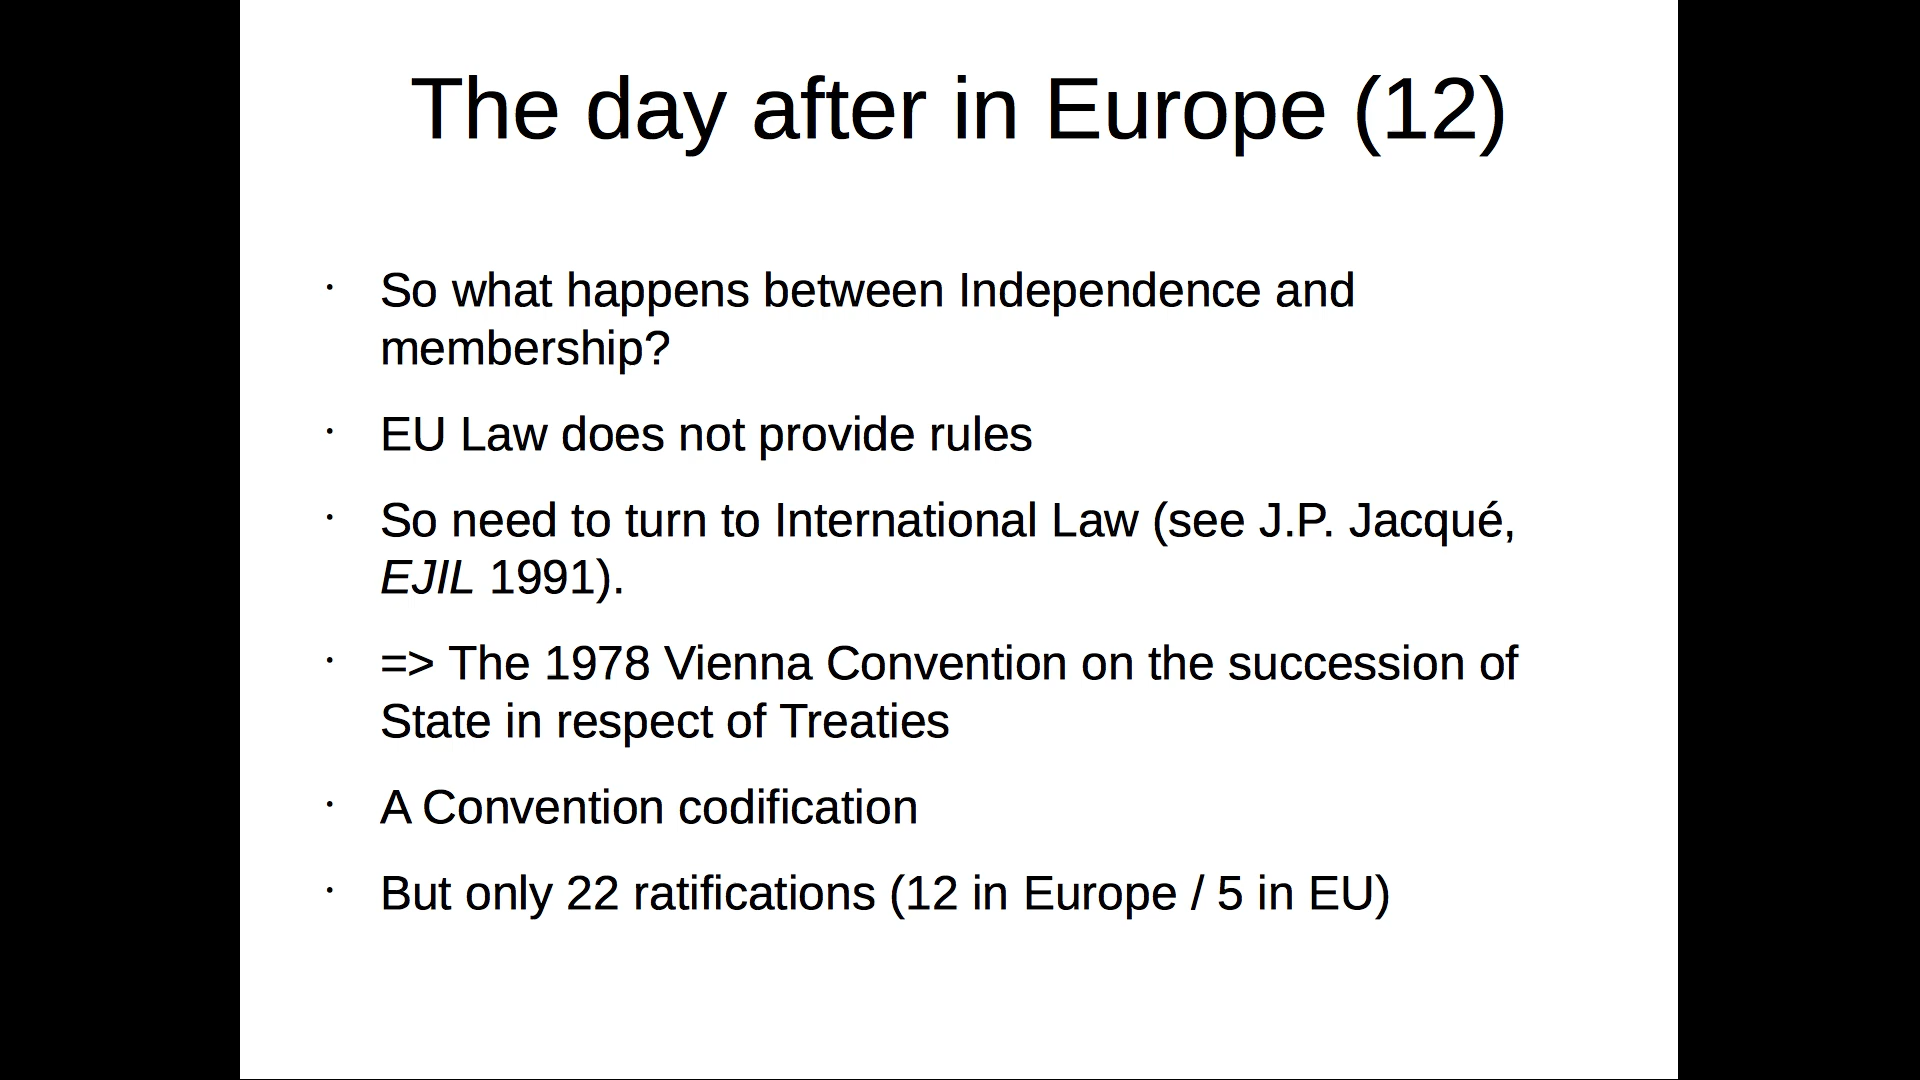 The day after in Europe (12)
· So what happens between Independence and
membership?
· EU Law does not provide rules
· So need to turn to International Law (see J.P. Jacqué,
EJIL 1991).
· => The 1978 Vienna Convention on the succession of
State in respect of Treaties
· A Convention codification
· But only 22 ratifications (12 in Europe / 5 in EU)